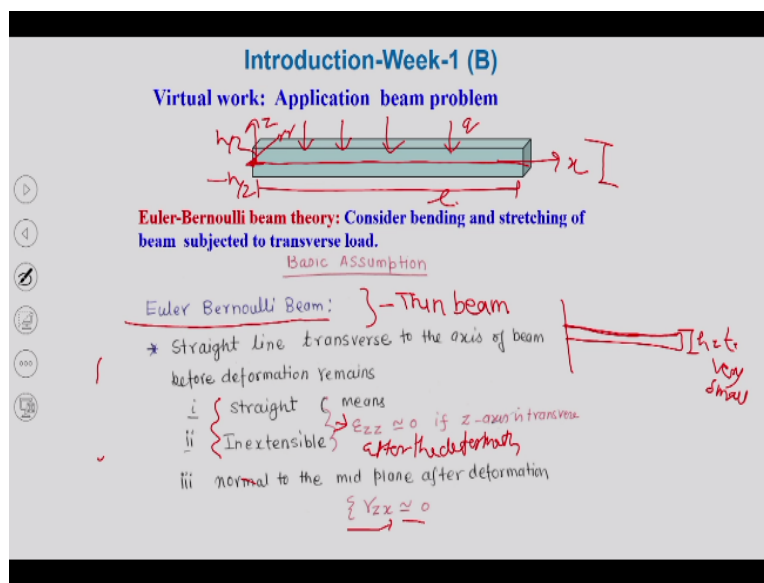 Introduction-Week-1 (B)
Virtual work: Application beam problem
z
h/2
q
x
-h/2
l
Euler-Bernoulli beam theory: Consider bending and stretching of
beam subjected to transverse load.
Basic Assumption
Euler Bernoulli Beam: } - Thin beam
* Straight line transverse to the axis of beam
before deformation remains
i Straight ( means
ε_zz ≃ 0 if z-axis in transverse
ii Inextensible
after the deformation
iii normal to the mid plane after deformation
{ γ_zx ≃ 0
very
small